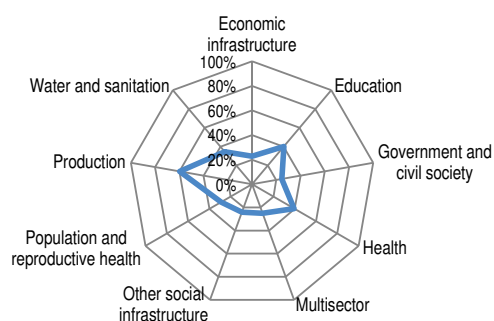 Economic
infrastructure
100%
80%
60%
40%
20%
0%
Education
Government and
civil society
Health
Multisector
Other social
infrastructure
Population and
reproductive health
Production
Water and sanitation